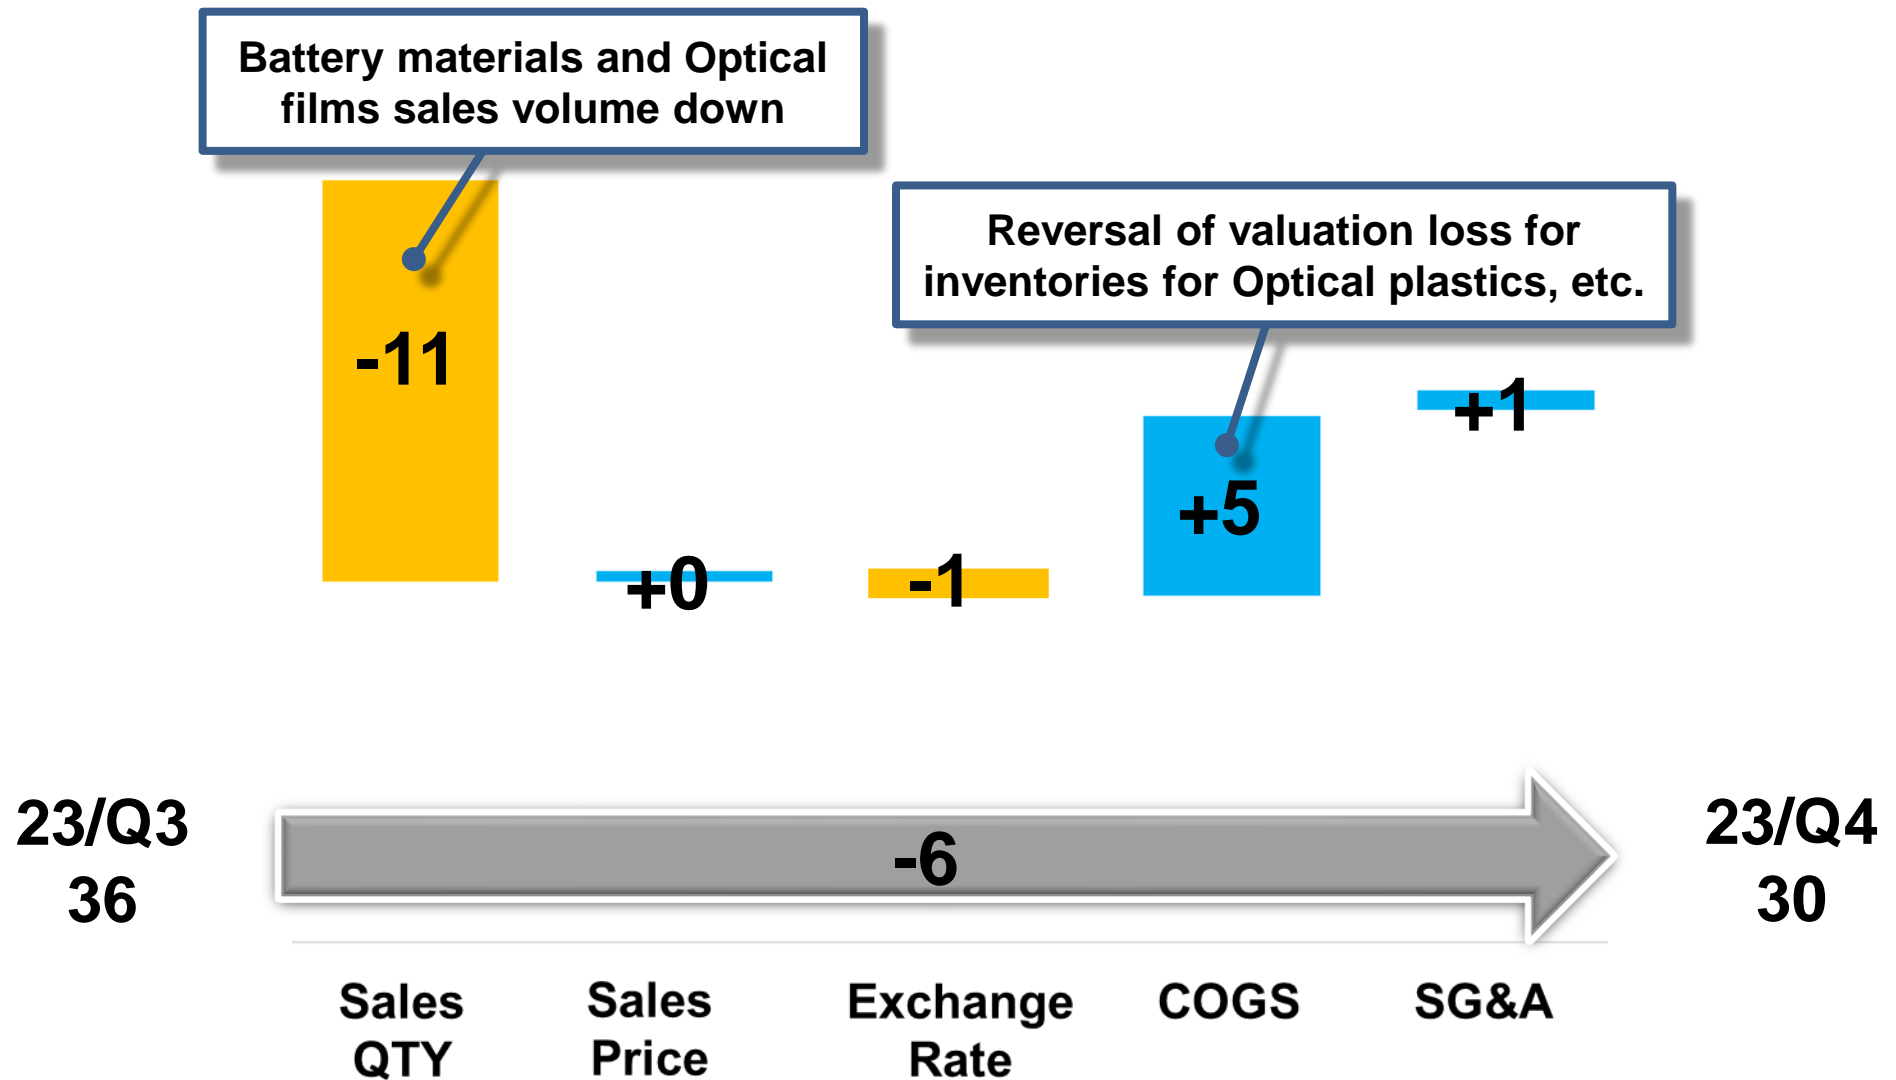 Battery materials and Optical
films sales volume down
Reversal of valuation loss for
inventories for Optical plastics, etc.
-11
+0
-1
+5
+1
23/Q3
36
-6
23/Q4
30
Sales
QTY
Sales
Price
Exchange
Rate
COGS
SG&A